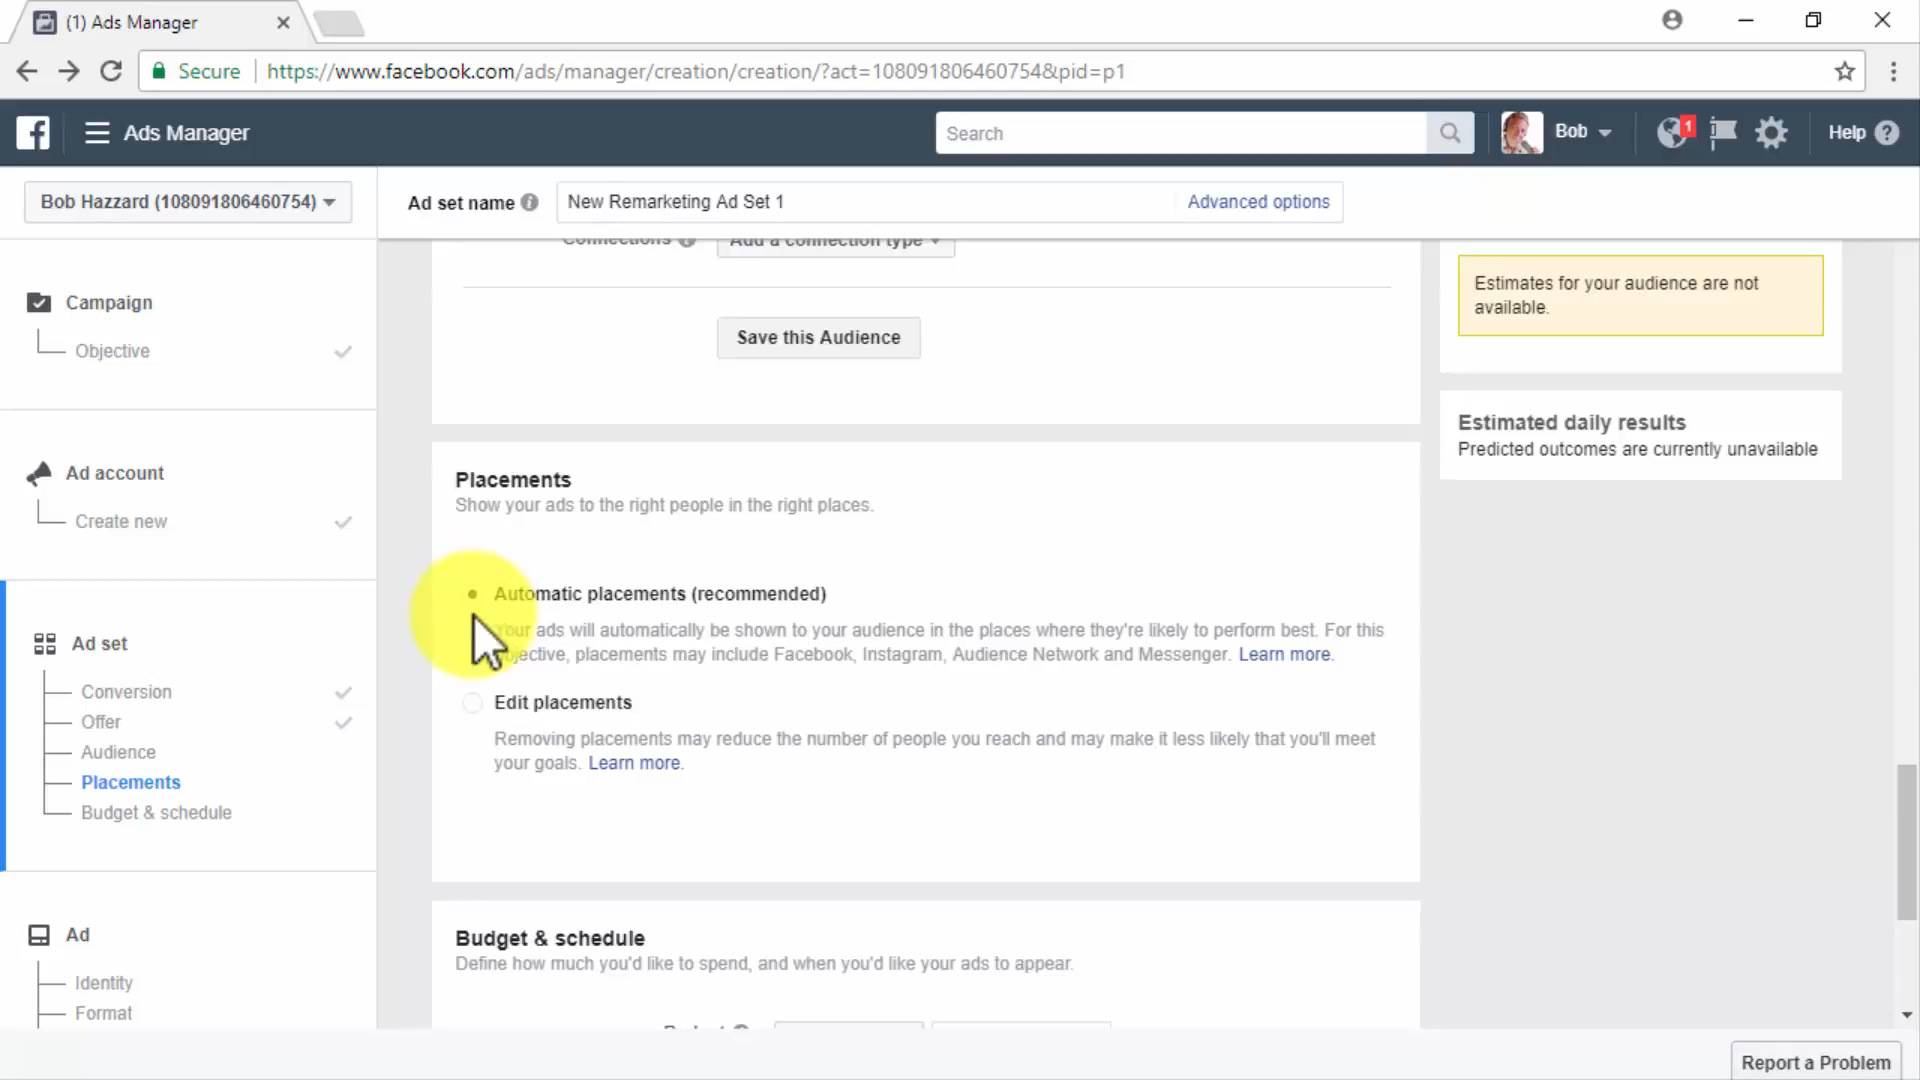 (1) Ads Manager
Secure
https://www.facebook.com/ads/manager/creation/creation/?act=108091806460754&pid=p1
Ads Manager
Search
Bob
1
Help
Bob Hazzard (108091806460754)
Ad set name
New Remarketing Ad Set 1
Advanced options
Connections
Add a connection type
Save this Audience
Estimates for your audience are not
available.
Estimated daily results
Predicted outcomes are currently unavailable
Campaign
Objective
Ad account
Create new
Ad set
Conversion
Offer
Audience
Placements
Budget & schedule
Ad
Identity
Format
Placements
Show your ads to the right people in the right places.
Automatic placements (recommended)
Your ads will automatically be shown to your audience in the places where they're likely to perform best. For this
objective, placements may include Facebook, Instagram, Audience Network and Messenger. Learn more.
Edit placements
Removing placements may reduce the number of people you reach and may make it less likely that you'll meet
your goals. Learn more.
Budget & schedule
Define how much you'd like to spend, and when you'd like your ads to appear.
Budget
Report a Problem